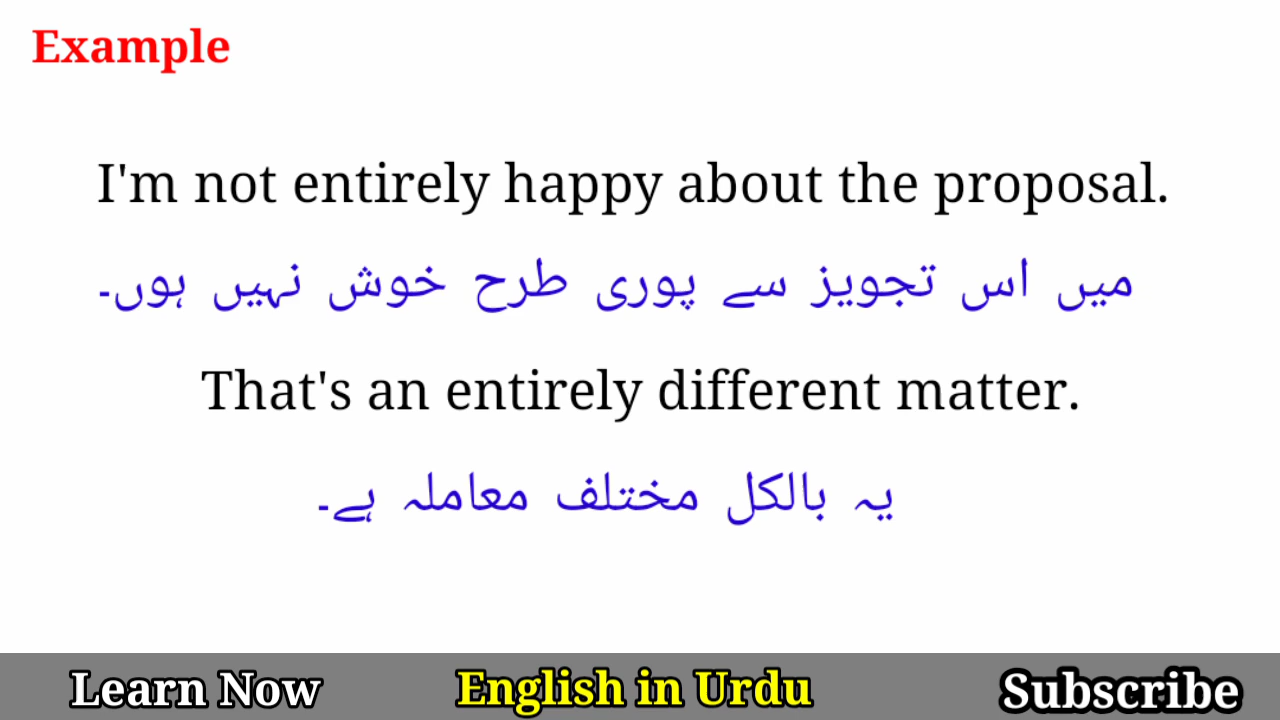 Example
I'm not entirely happy about the proposal.
میں اس تجویز سے پوری طرح خوش نہیں ہوں۔
That's an entirely different matter.
یہ بالکل مختلف معاملہ ہے۔
Learn Now
English in Urdu
Subscribe